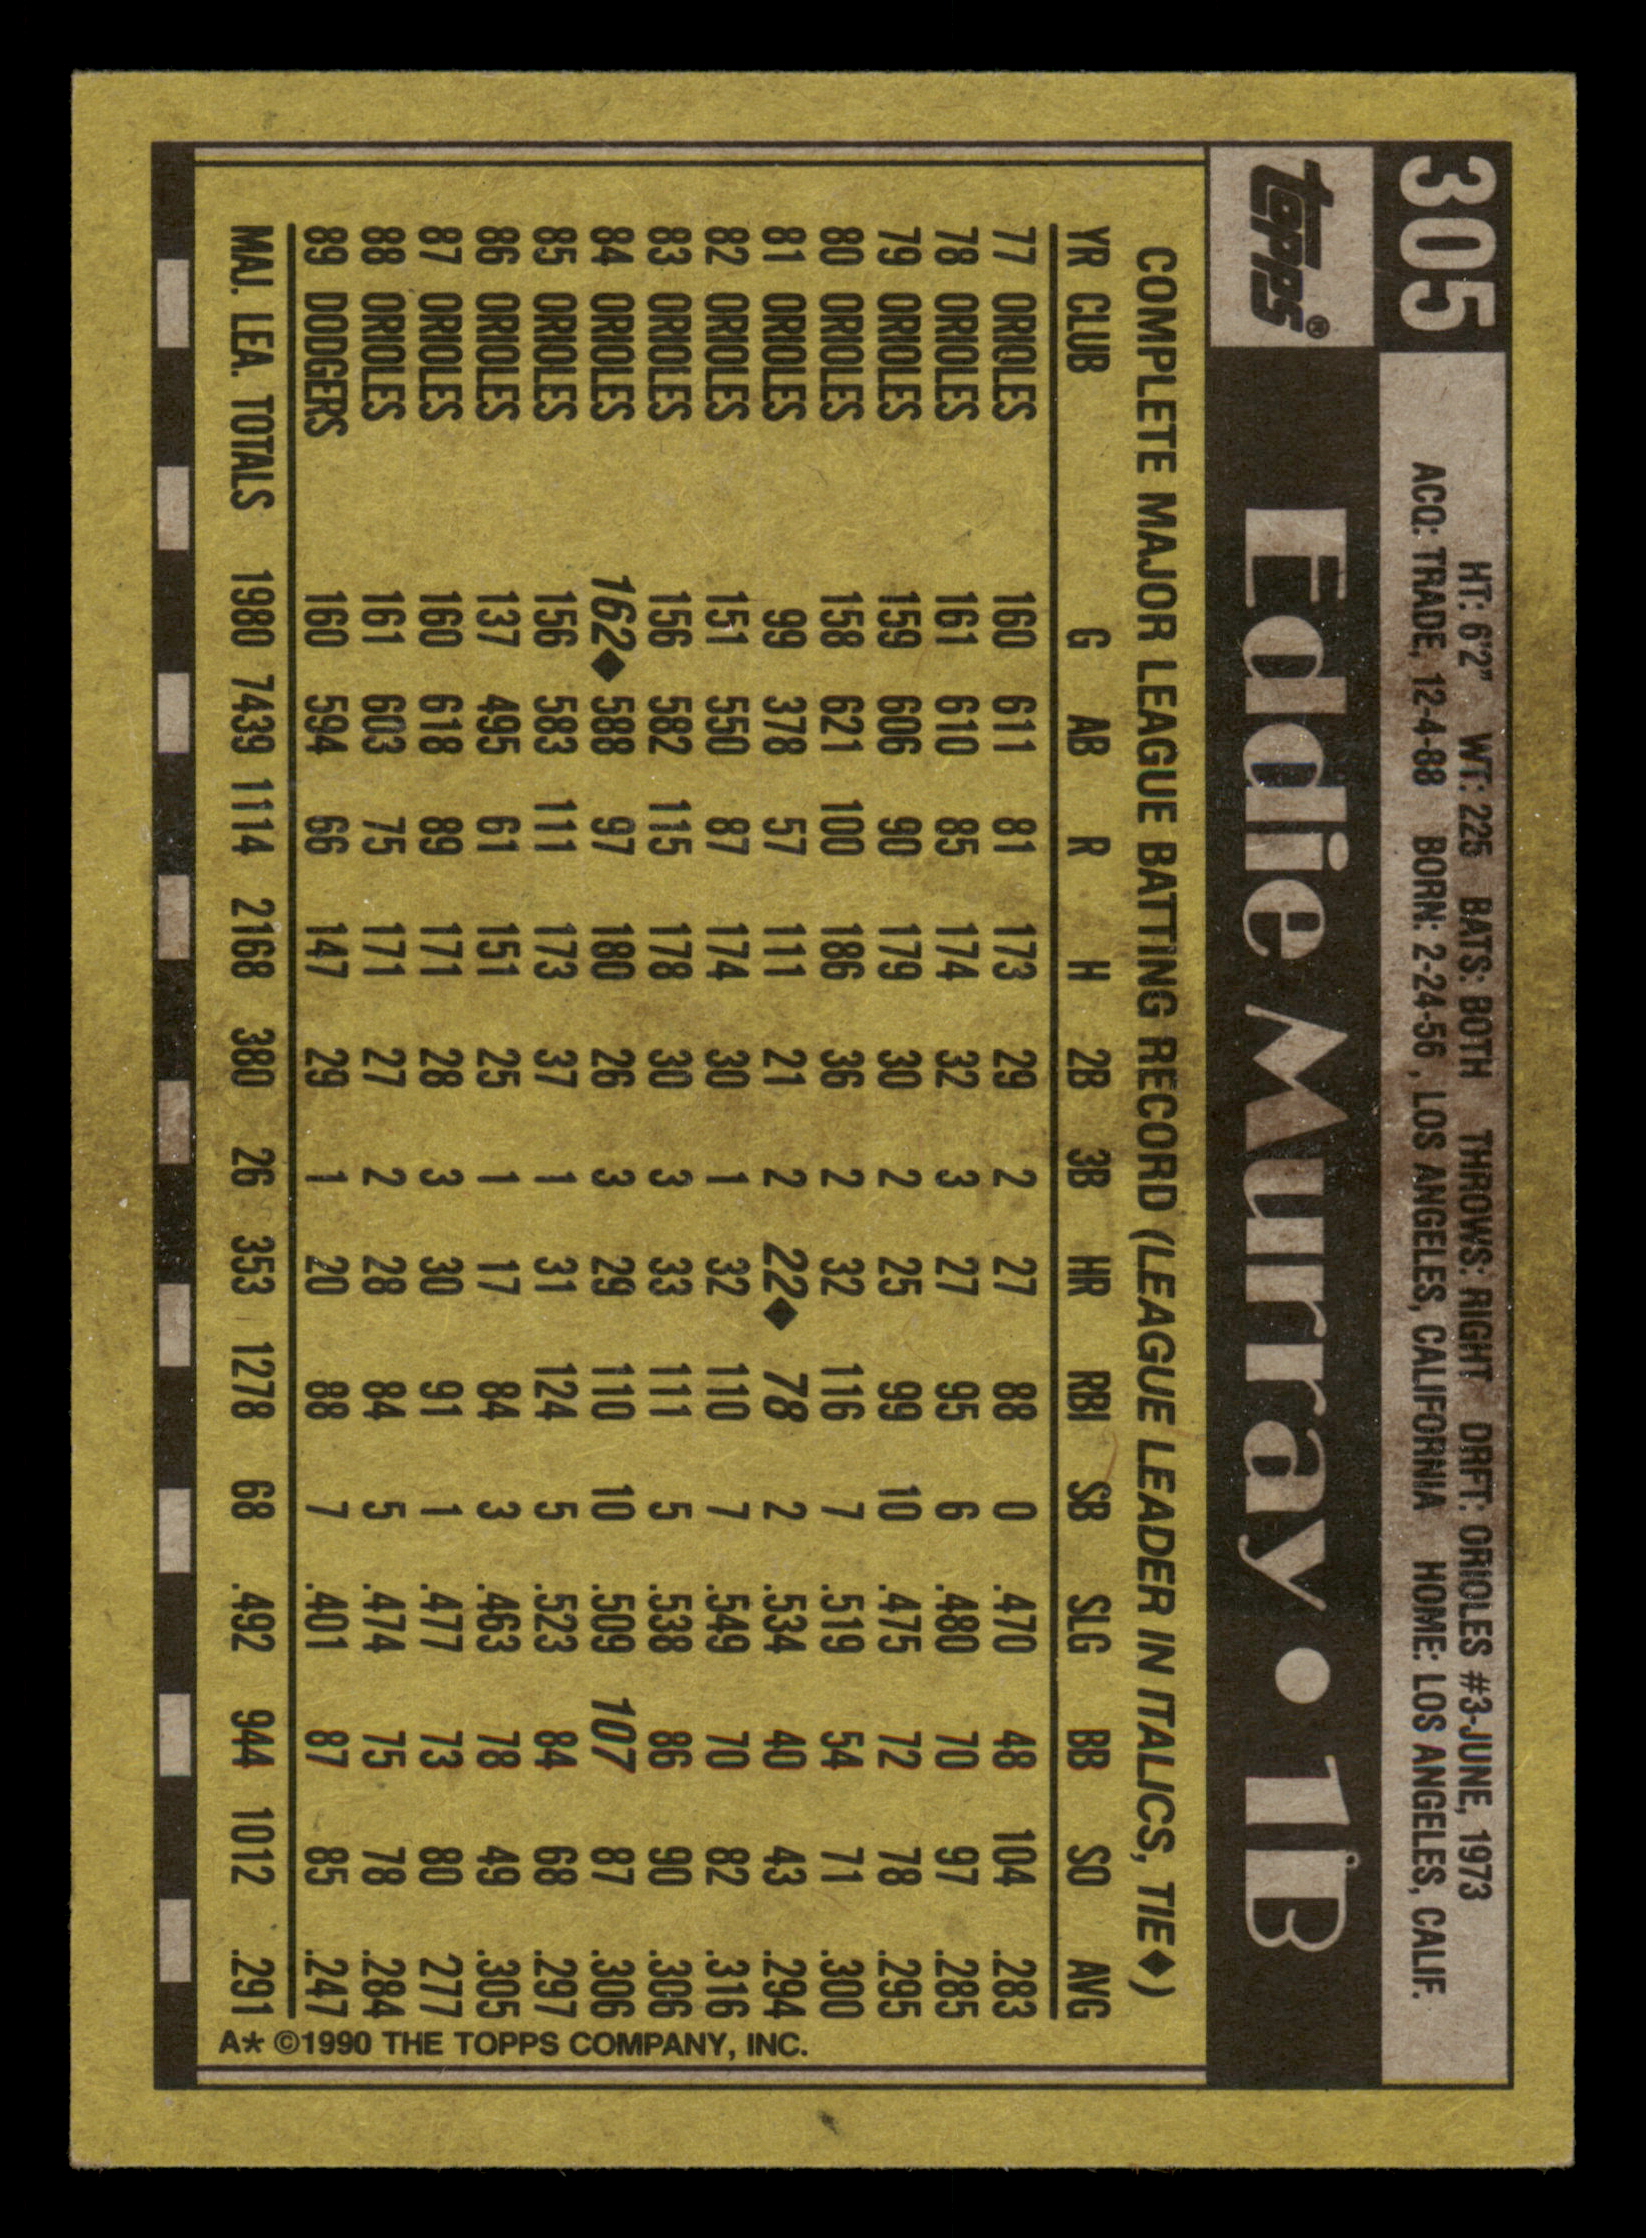 305
HT: 6'2" WT: 225 BATS: BOTH THROWS: RIGHT DRFT: ORIOLES #3-JUNE, 1973
ACQ: TRADE, 12-4-88 BORN: 2-24-56, LOS ANGELES, CALIFORNIA HOME: LOS ANGELES, CALIF.
topps®
Eddie Murray • 1B
COMPLETE MAJOR LEAGUE BATTING RECORD (LEAGUE LEADER IN ITALICS, TIE◆)
YR CLUB G AB R H 2B 3B HR RBI SB SLG BB SO AVG
77 ORIOLES 160 611 81 173 29 2 27 88 0 .470 48 104 .283
78 ORIOLES 161 610 85 174 32 3 27 95 6 .480 70 97 .285
79 ORIOLES 159 606 90 179 30 2 25 99 10 .475 72 78 .295
80 ORIOLES 158 621 100 186 36 2 32 116 7 .519 54 71 .300
81 ORIOLES 99 378 57 111 21 2 22◆ 78 2 .534 40 43 .294
82 ORIOLES 151 550 87 174 30 1 32 110 7 .549 70 82 .316
83 ORIOLES 156 582 115 178 30 3 33 111 5 .538 86 90 .306
84 ORIOLES 162◆ 588 97 180 26 3 29 110 10 .509 107 87 .306
85 ORIOLES 156 583 111 173 37 1 31 124 5 .523 84 68 .297
86 ORIOLES 137 495 61 151 25 1 17 84 3 .463 78 49 .305
87 ORIOLES 160 618 89 171 28 3 30 91 1 .477 73 80 .277
88 ORIOLES 161 603 75 171 27 2 28 84 5 .474 75 78 .284
89 DODGERS 160 594 66 147 29 1 20 88 7 .401 87 85 .247
MAJ. LEA. TOTALS 1980 7439 1114 2168 380 26 353 1278 68 .492 944 1012 .291
A* ©1990 THE TOPPS COMPANY, INC.